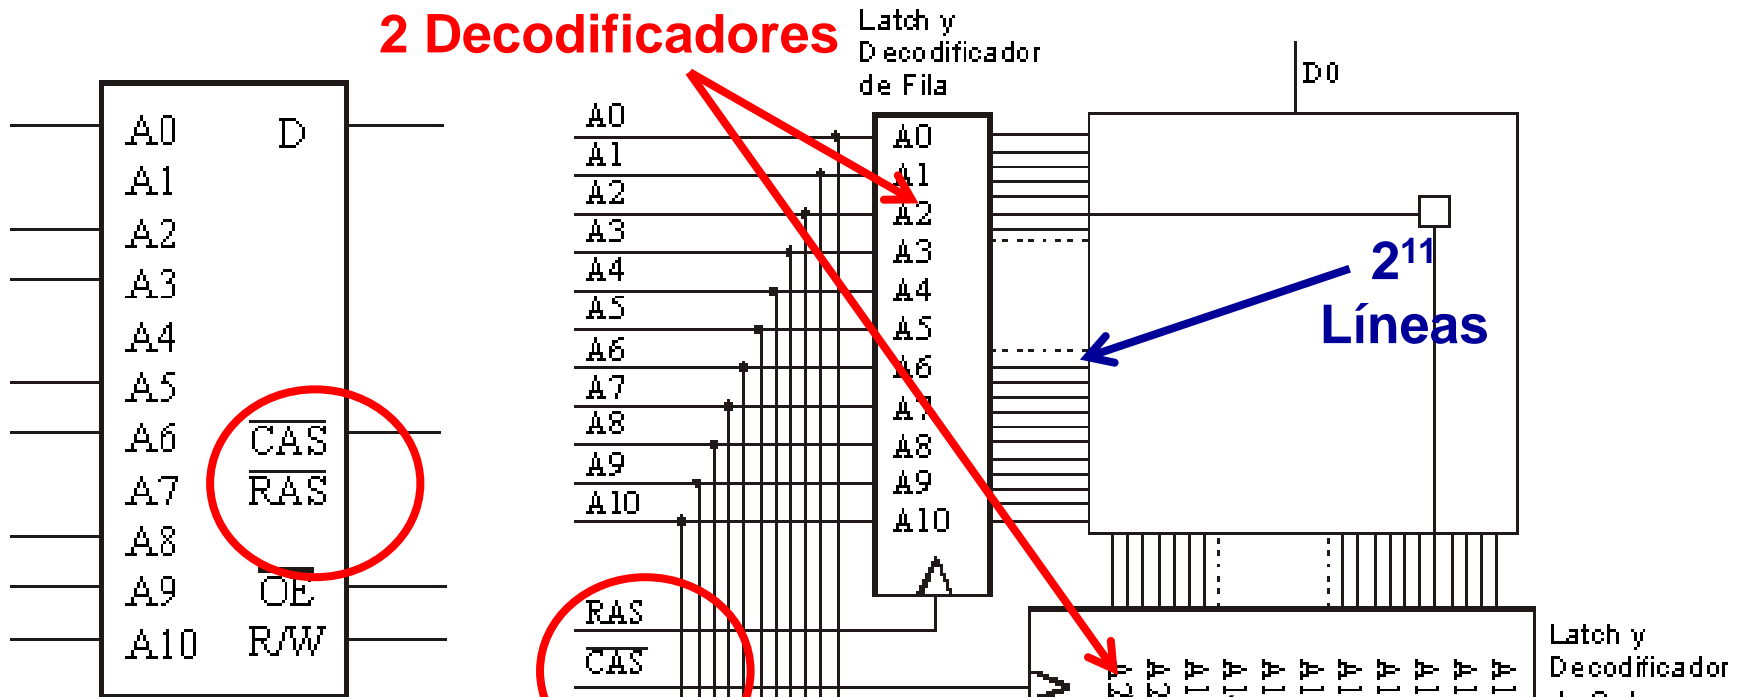 2 Decodificadores
Latch y
Decodificador
de Fila
D0
A0 D
A1
A2
A3
A4
A5
A6 CAS
A7 RAS
A8
A9 OE
A10 R/W
A0
A1
A2
A3
A4
A5
A6
A7
A8
A9
A10
RAS
CAS
A0
A1
A2
A3
A4
A5
A6
A7
A8
A9
A10
2¹¹
Líneas
Latch y
Decodificador